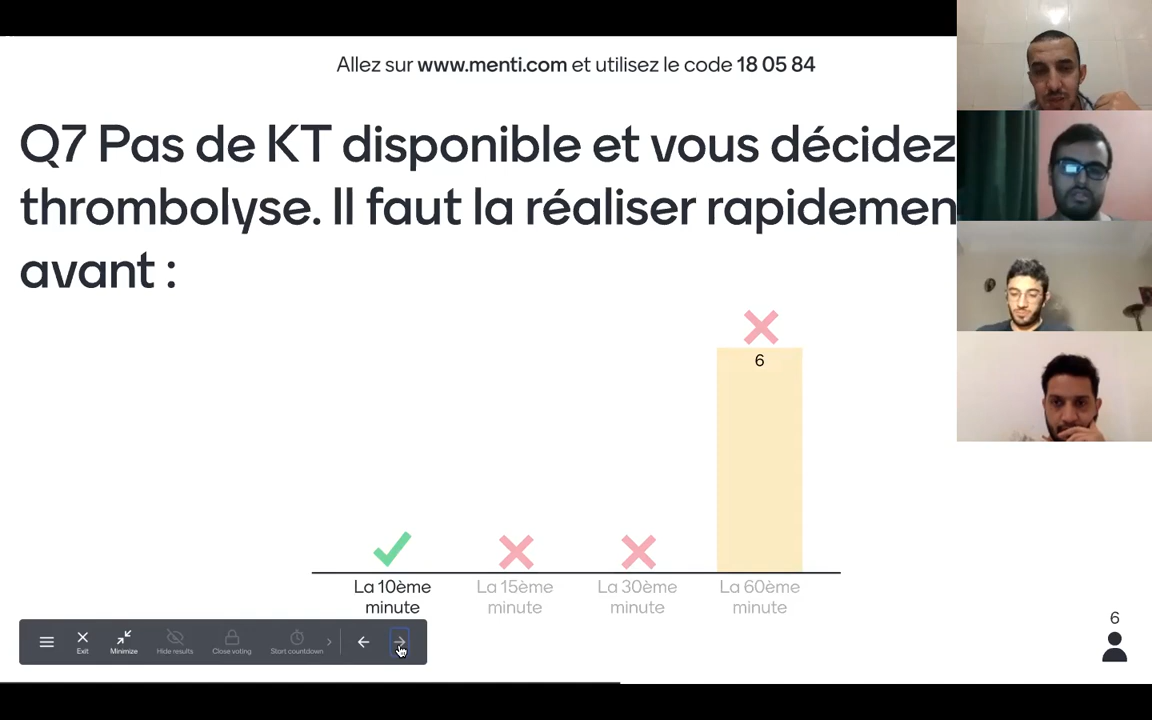 Allez sur www.menti.com et utilisez le code 18 05 84
Q7 Pas de KT disponible et vous décidez
thrombolyse. Il faut la réaliser rapidemen
avant :
6
La 10ème
minute
La 15ème
minute
La 30ème
minute
La 60ème
minute
Exit
Minimize
Hide results
Close voting
Start countdown
6